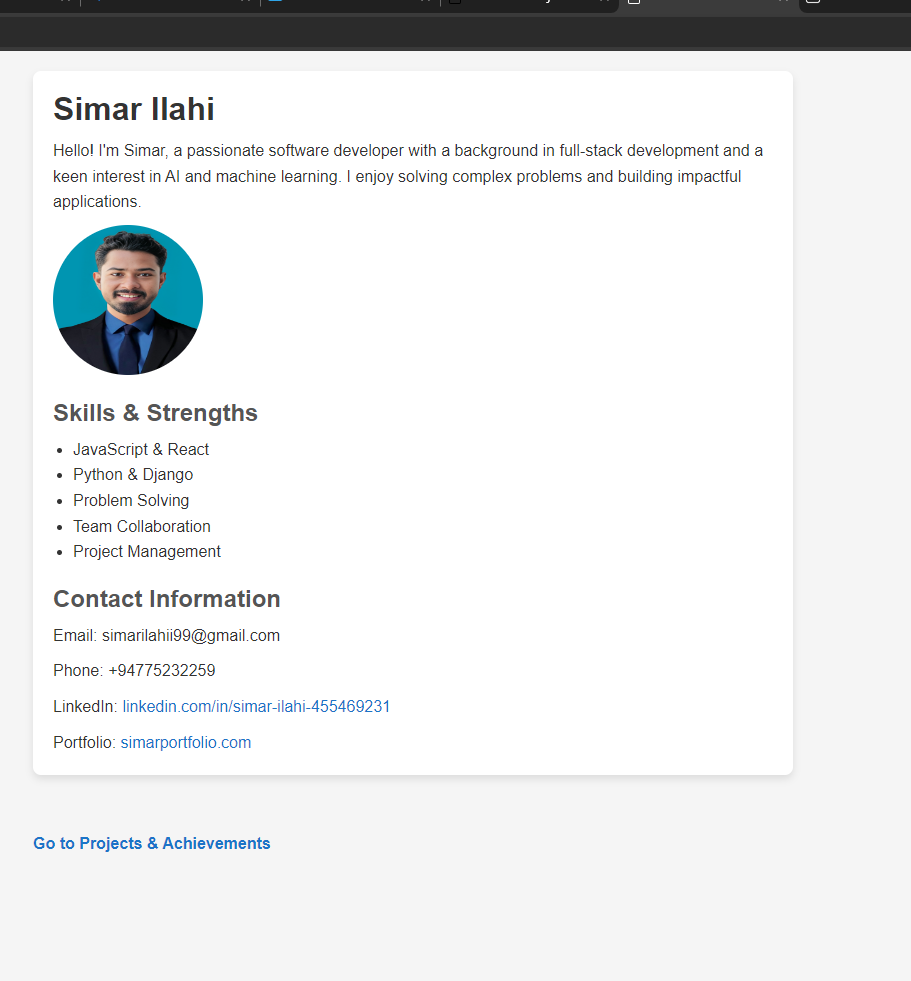 Simar Ilahi
Hello! I'm Simar, a passionate software developer with a background in full-stack development and a
keen interest in AI and machine learning. I enjoy solving complex problems and building impactful
applications.
Skills & Strengths
JavaScript & React
Python & Django
Problem Solving
Team Collaboration
Project Management
Contact Information
Email: simarilahii99@gmail.com
Phone: +94775232259
LinkedIn: linkedin.com/in/simar-ilahi-455469231
Portfolio: simarportfolio.com
Go to Projects & Achievements